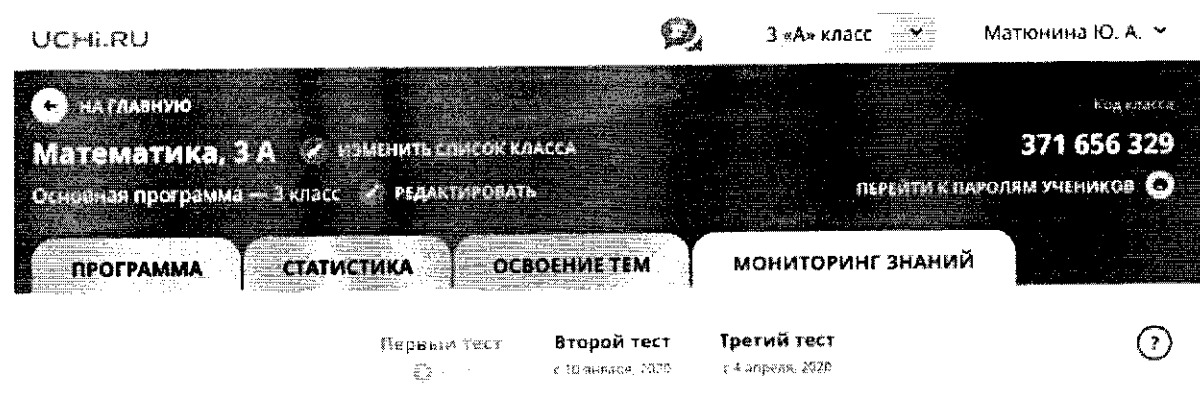 UCHi.RU
3 «А» класс
Матюнина Ю. А.
НА ГЛАВНУЮ
Код класса
Математика, 3 А
ИЗМЕНИТЬ СПИСОК КЛАССА
371 656 329
Основная программа — 3 класс
РЕДАКТИРОВАТЬ
ПЕРЕЙТИ К ПАРОЛЯМ УЧЕНИКОВ
ПРОГРАММА
СТАТИСТИКА
ОСВОЕНИЕ ТЕМ
МОНИТОРИНГ ЗНАНИЙ
Первый тест
Второй тест
Третий тест
?
с 10 января, 2020
с 4 апреля, 2020